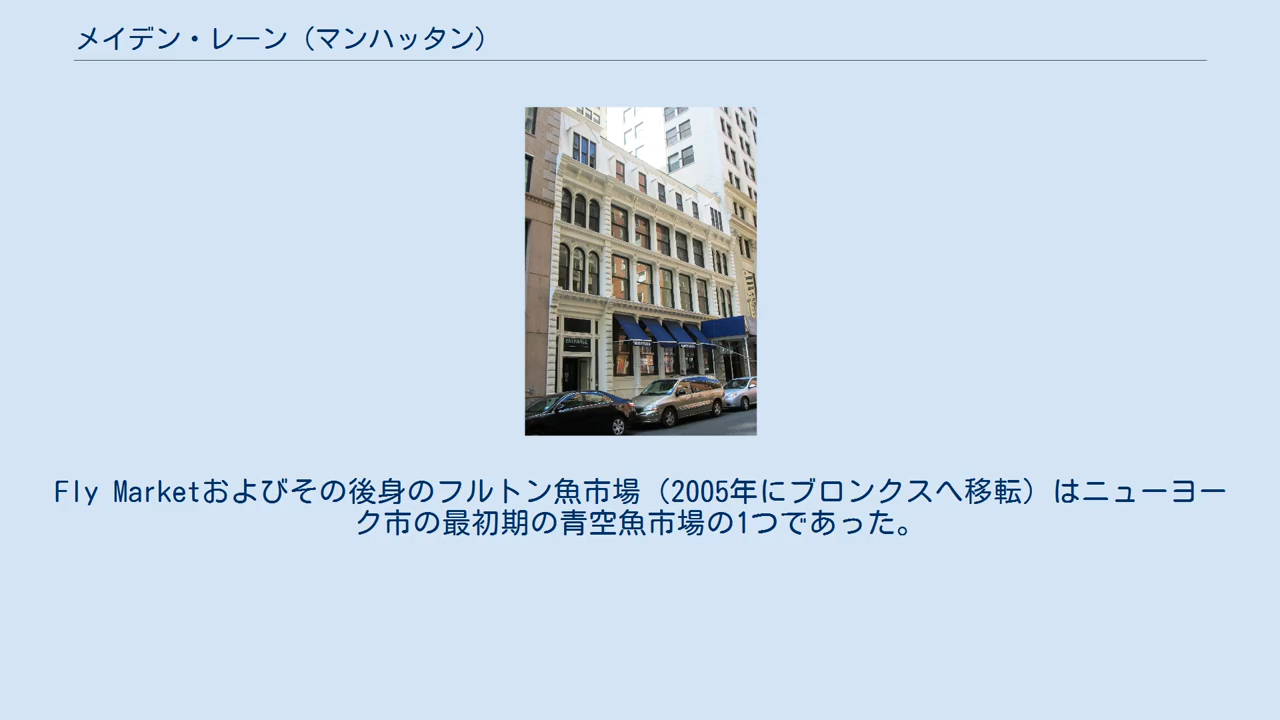 メイデン・レーン（マンハッタン）
ENTRANCE
Fly Marketおよびその後身のフルトン魚市場（2005年にブロンクスへ移転）はニューヨー
ク市の最初期の青空魚市場の1つであった。